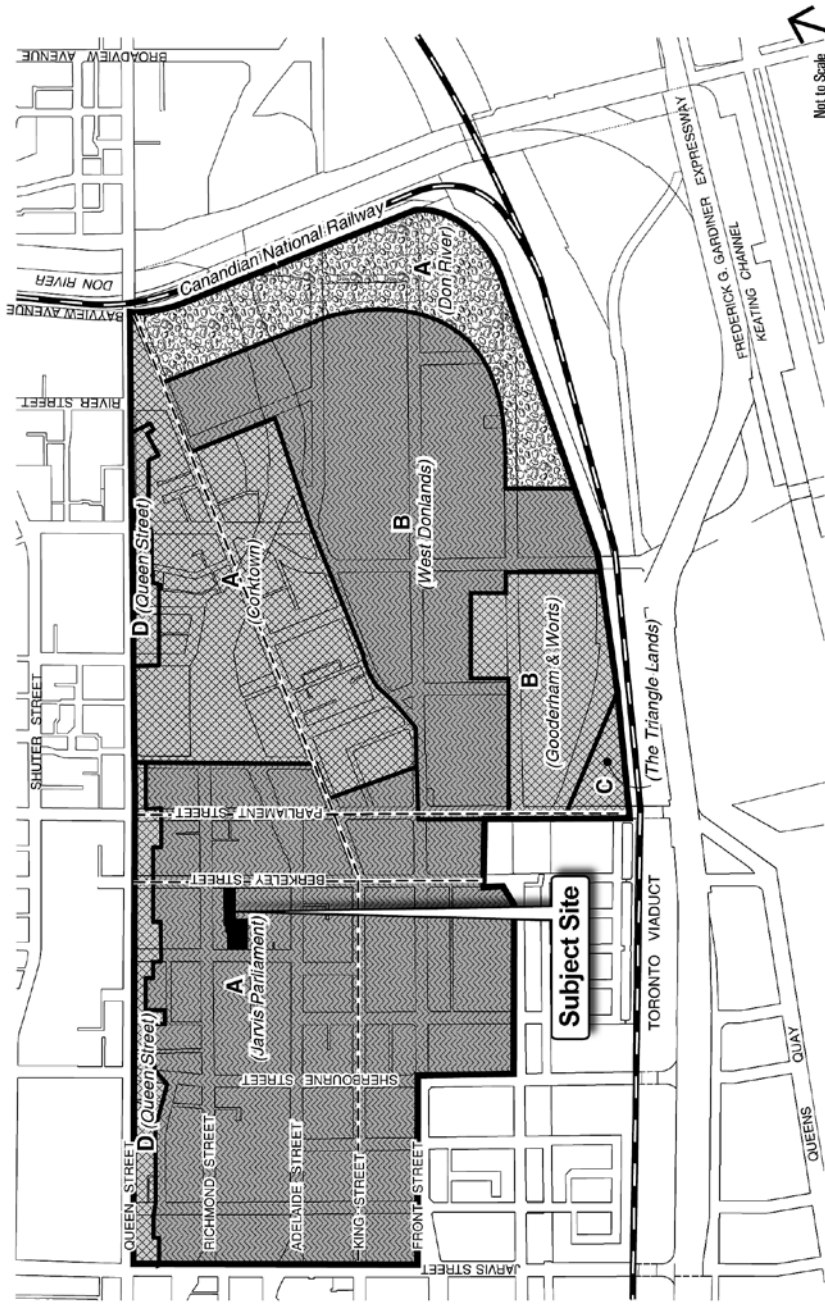 BROADVIEW
AVENUE
DON RIVER
BAYVIEW AVENUE
RIVER STREET
SHUTER STREET
Canandian National Railway
A
(Don River)
D (Queen Street)
A
(Corktown)
B
(West Donlands)
B
(Gooderham & Worts)
C
(The Triangle Lands)
FREDERICK G. GARDINER EXPRESSWAY
KEATING CHANNEL
Not to Scale
PARLIAMENT STREET
BERKELEY STREET
A
(Jarvis Parliament)
Subject Site
D (Queen Street)
SHERBOURNE STREET
QUEEN STREET
RICHMOND STREET
ADELAIDE STREET
KING STREET
FRONT STREET
JARVIS STREET
TORONTO VIADUCT
QUEENS QUAY